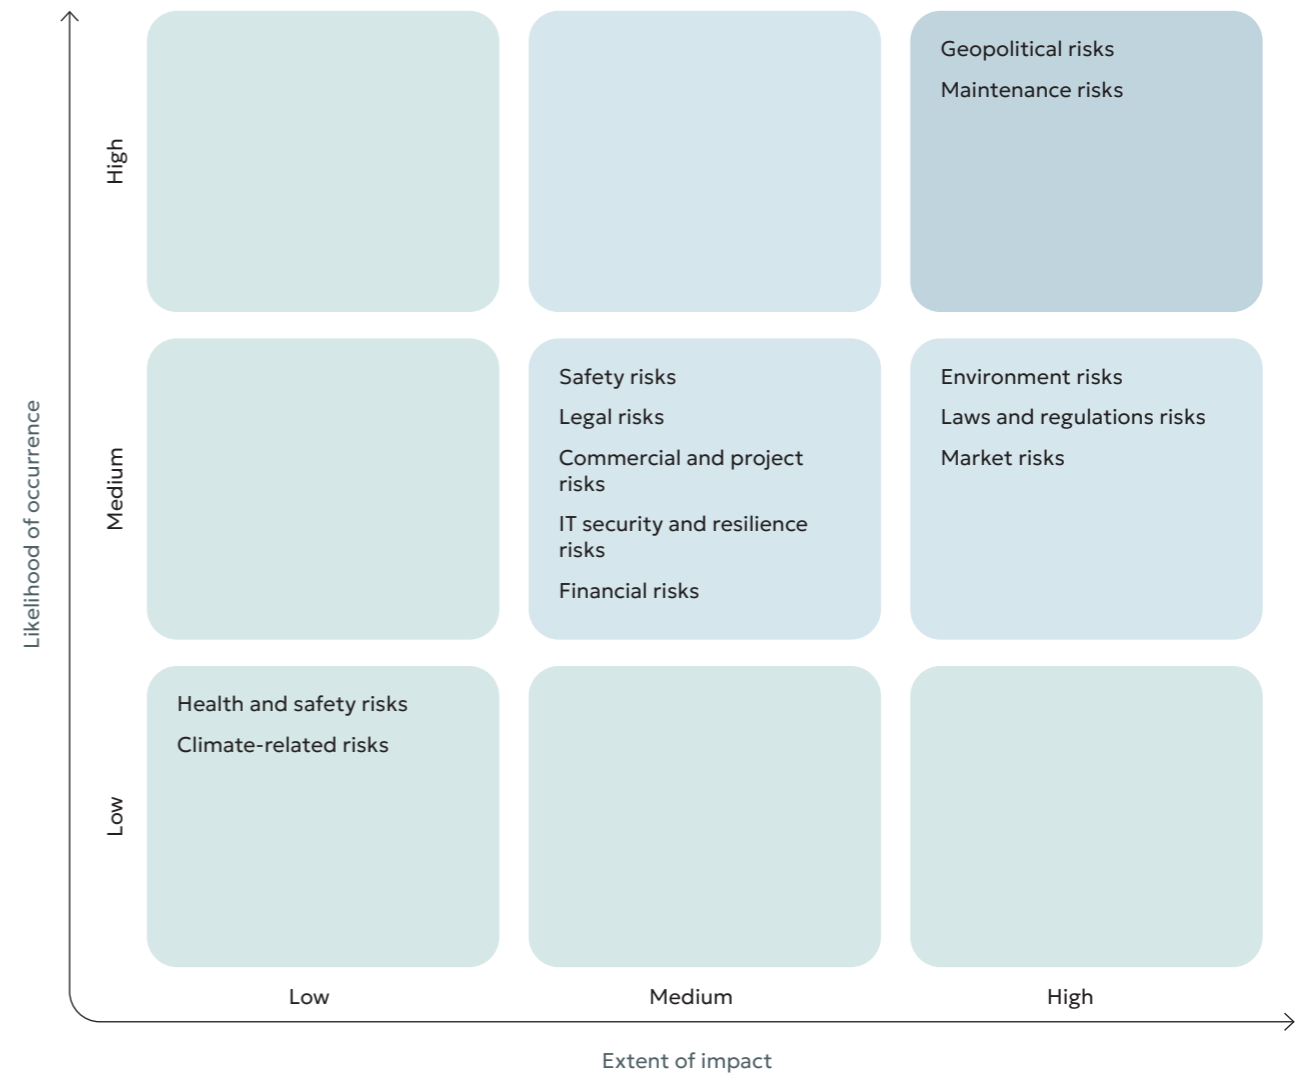 Geopolitical risks
Maintenance risks
High
Safety risks
Legal risks
Commercial and project
risks
IT security and resilience
risks
Financial risks
Environment risks
Laws and regulations risks
Market risks
Medium
Likelihood of occurrence
Health and safety risks
Climate-related risks
Low
Low
Medium
High
Extent of impact